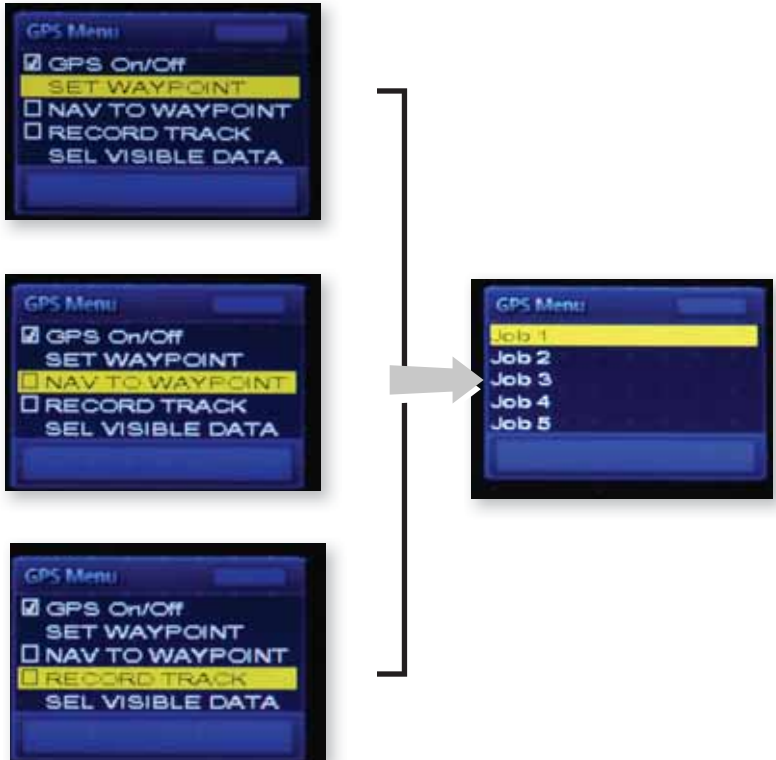 GPS Menu
GPS On/Off
SET WAYPOINT
NAV TO WAYPOINT
RECORD TRACK
SEL VISIBLE DATA
GPS Menu
GPS On/Off
SET WAYPOINT
NAV TO WAYPOINT
RECORD TRACK
SEL VISIBLE DATA
GPS Menu
Job 1
Job 2
Job 3
Job 4
Job 5
GPS Menu
GPS On/Off
SET WAYPOINT
NAV TO WAYPOINT
RECORD TRACK
SEL VISIBLE DATA